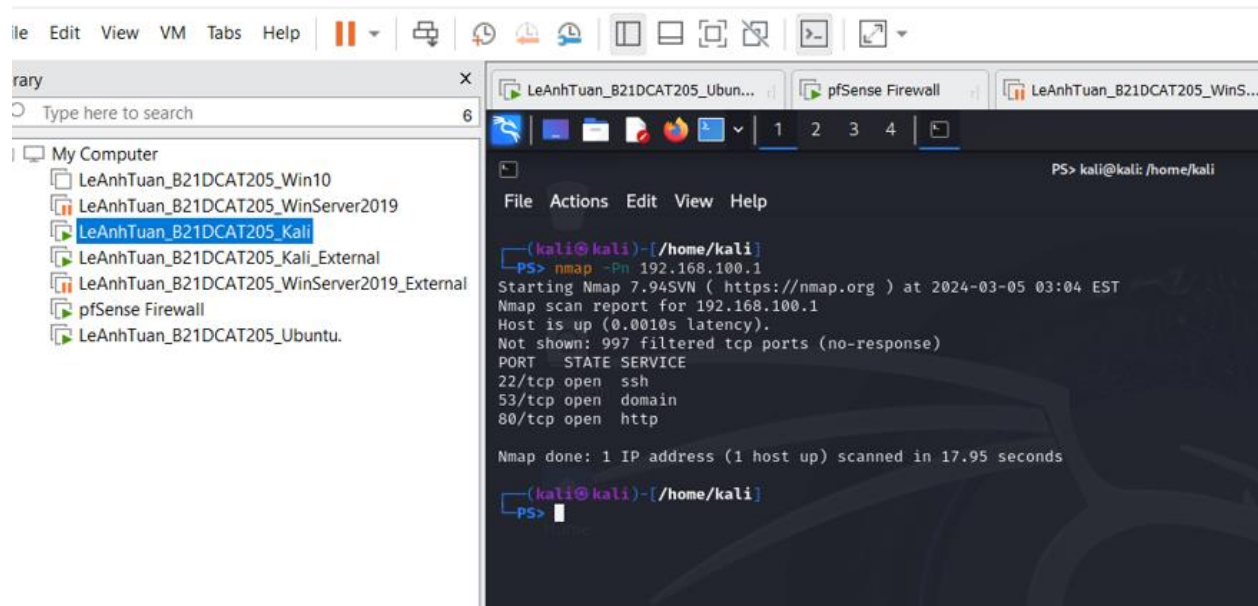 ile Edit View VM Tabs Help
rary
Type here to search 6
My Computer
LeAnhTuan_B21DCAT205_Win10
LeAnhTuan_B21DCAT205_WinServer2019
LeAnhTuan_B21DCAT205_Kali
LeAnhTuan_B21DCAT205_Kali_External
LeAnhTuan_B21DCAT205_WinServer2019_External
pfSense Firewall
LeAnhTuan_B21DCAT205_Ubuntu.
LeAnhTuan_B21DCAT205_Ubun... pfSense Firewall LeAnhTuan_B21DCAT205_WinS...
1 2 3 4
PS> kali@kali: /home/kali
File Actions Edit View Help
(kali㉿kali)-[/home/kali]
PS> nmap -Pn 192.168.100.1
Starting Nmap 7.94SVN ( https://nmap.org ) at 2024-03-05 03:04 EST
Nmap scan report for 192.168.100.1
Host is up (0.0010s latency).
Not shown: 997 filtered tcp ports (no-response)
PORT STATE SERVICE
22/tcp open ssh
53/tcp open domain
80/tcp open http
Nmap done: 1 IP address (1 host up) scanned in 17.95 seconds
(kali㉿kali)-[/home/kali]
PS>